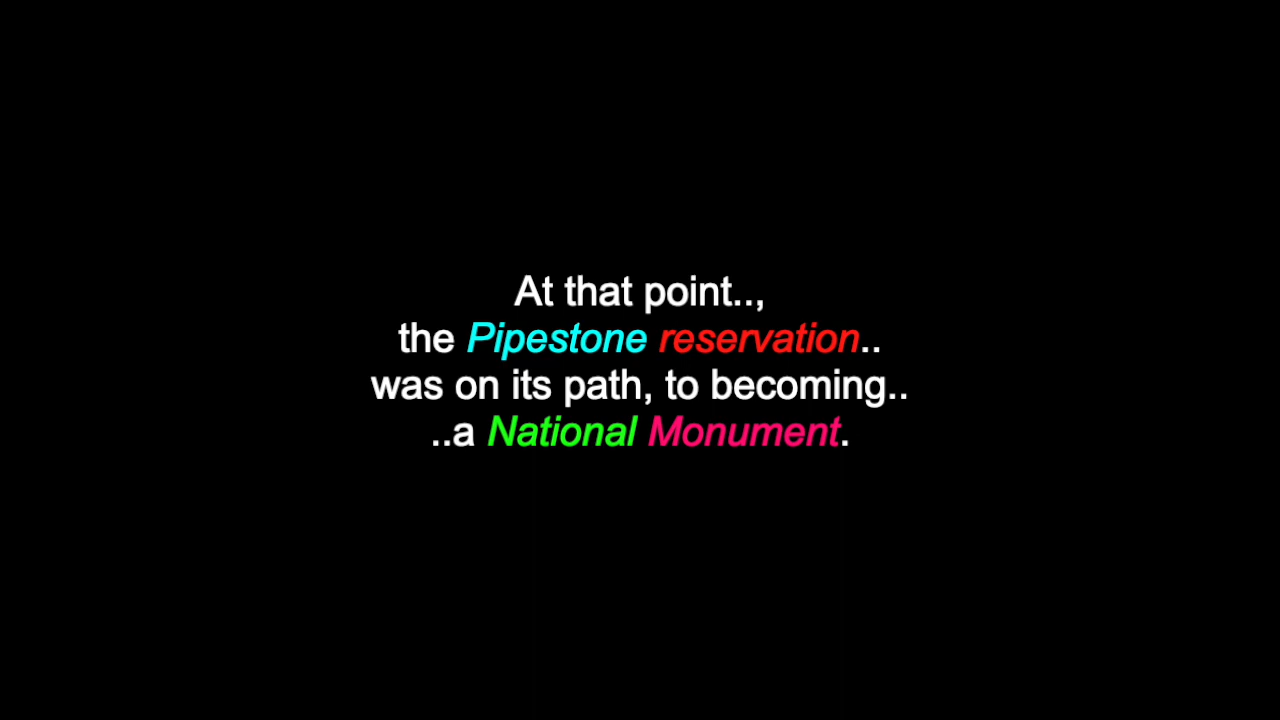 At that point..,
the Pipestone reservation..
was on its path, to becoming..
..a National Monument.